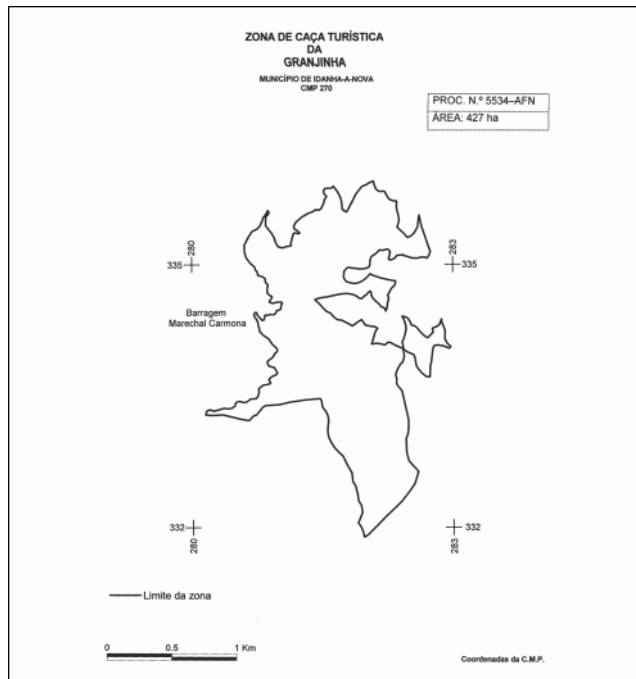 ZONA DE CAÇA TURÍSTICA
DA
GRANJINHA
MUNICÍPIO DE IDANHA-A-NOVA
CMP 270
PROC. N.º 5534–AFN
ÁREA: 427 ha
280
335
283
335
Barragem
Marechal Carmona
332
280
332
283
Limite da zona
0 0.5 1 Km
Coordenadas da C.M.P.